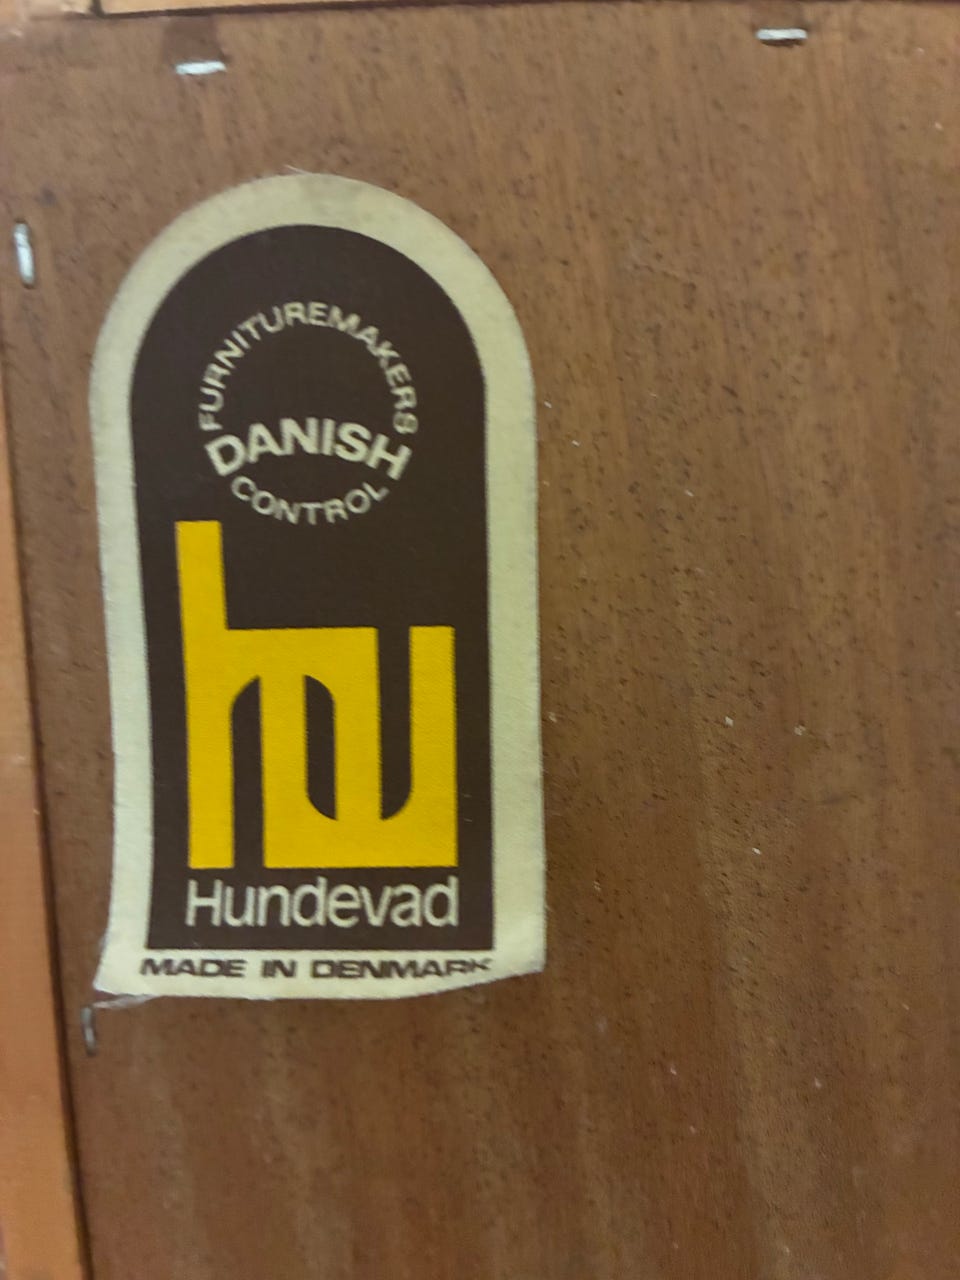 FURNITUREMAKERS
DANISH
CONTROL
hu
Hundevad
MADE IN DENMARK